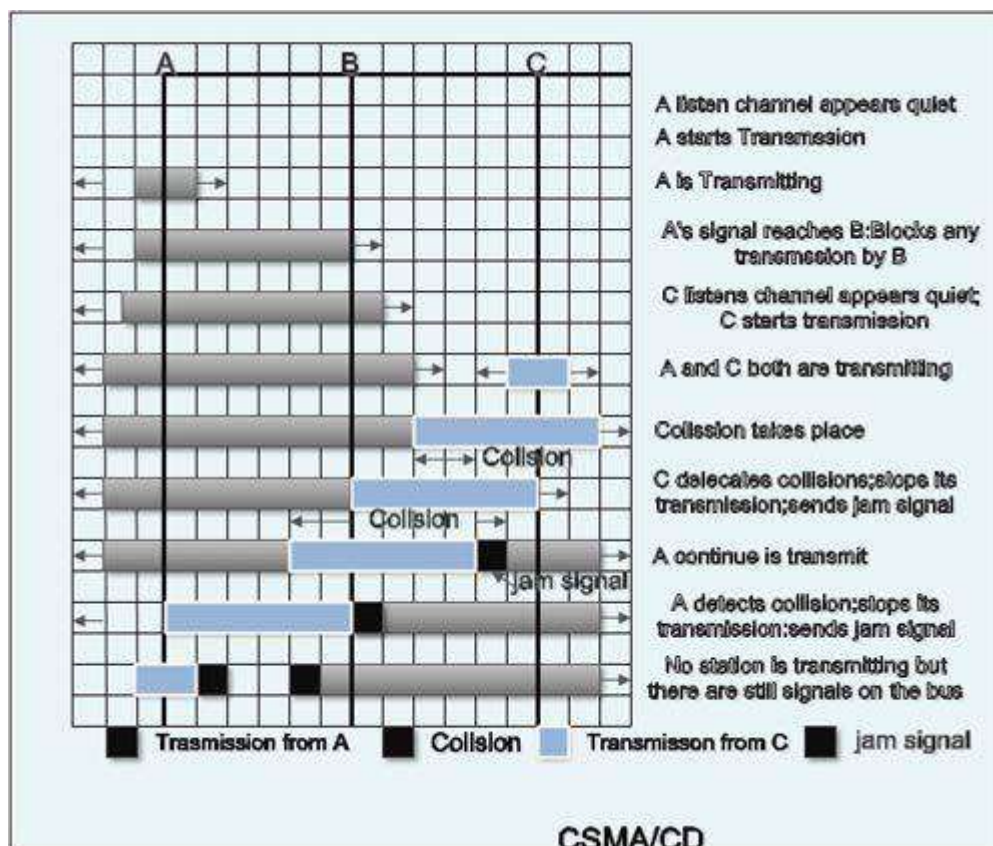 A B C
A listen channel appears quiet
A starts Transmssion
A is Transmitting
A's signal reaches B:Blocks any
transmssion by B
C listens channel appears quiet;
C starts transmission
A and C both are transmitting
Colission takes place
Collsion
C delecates collisions;stops its
transmission;sends jam signal
Collsion
A continue is transmit
jam signal
A detects collision;stops its
transmission:sends jam signal
No station is transmitting but
there are still signals on the bus
Trasmission from A Collsion Transmisson from C jam signal
CSMA/CD